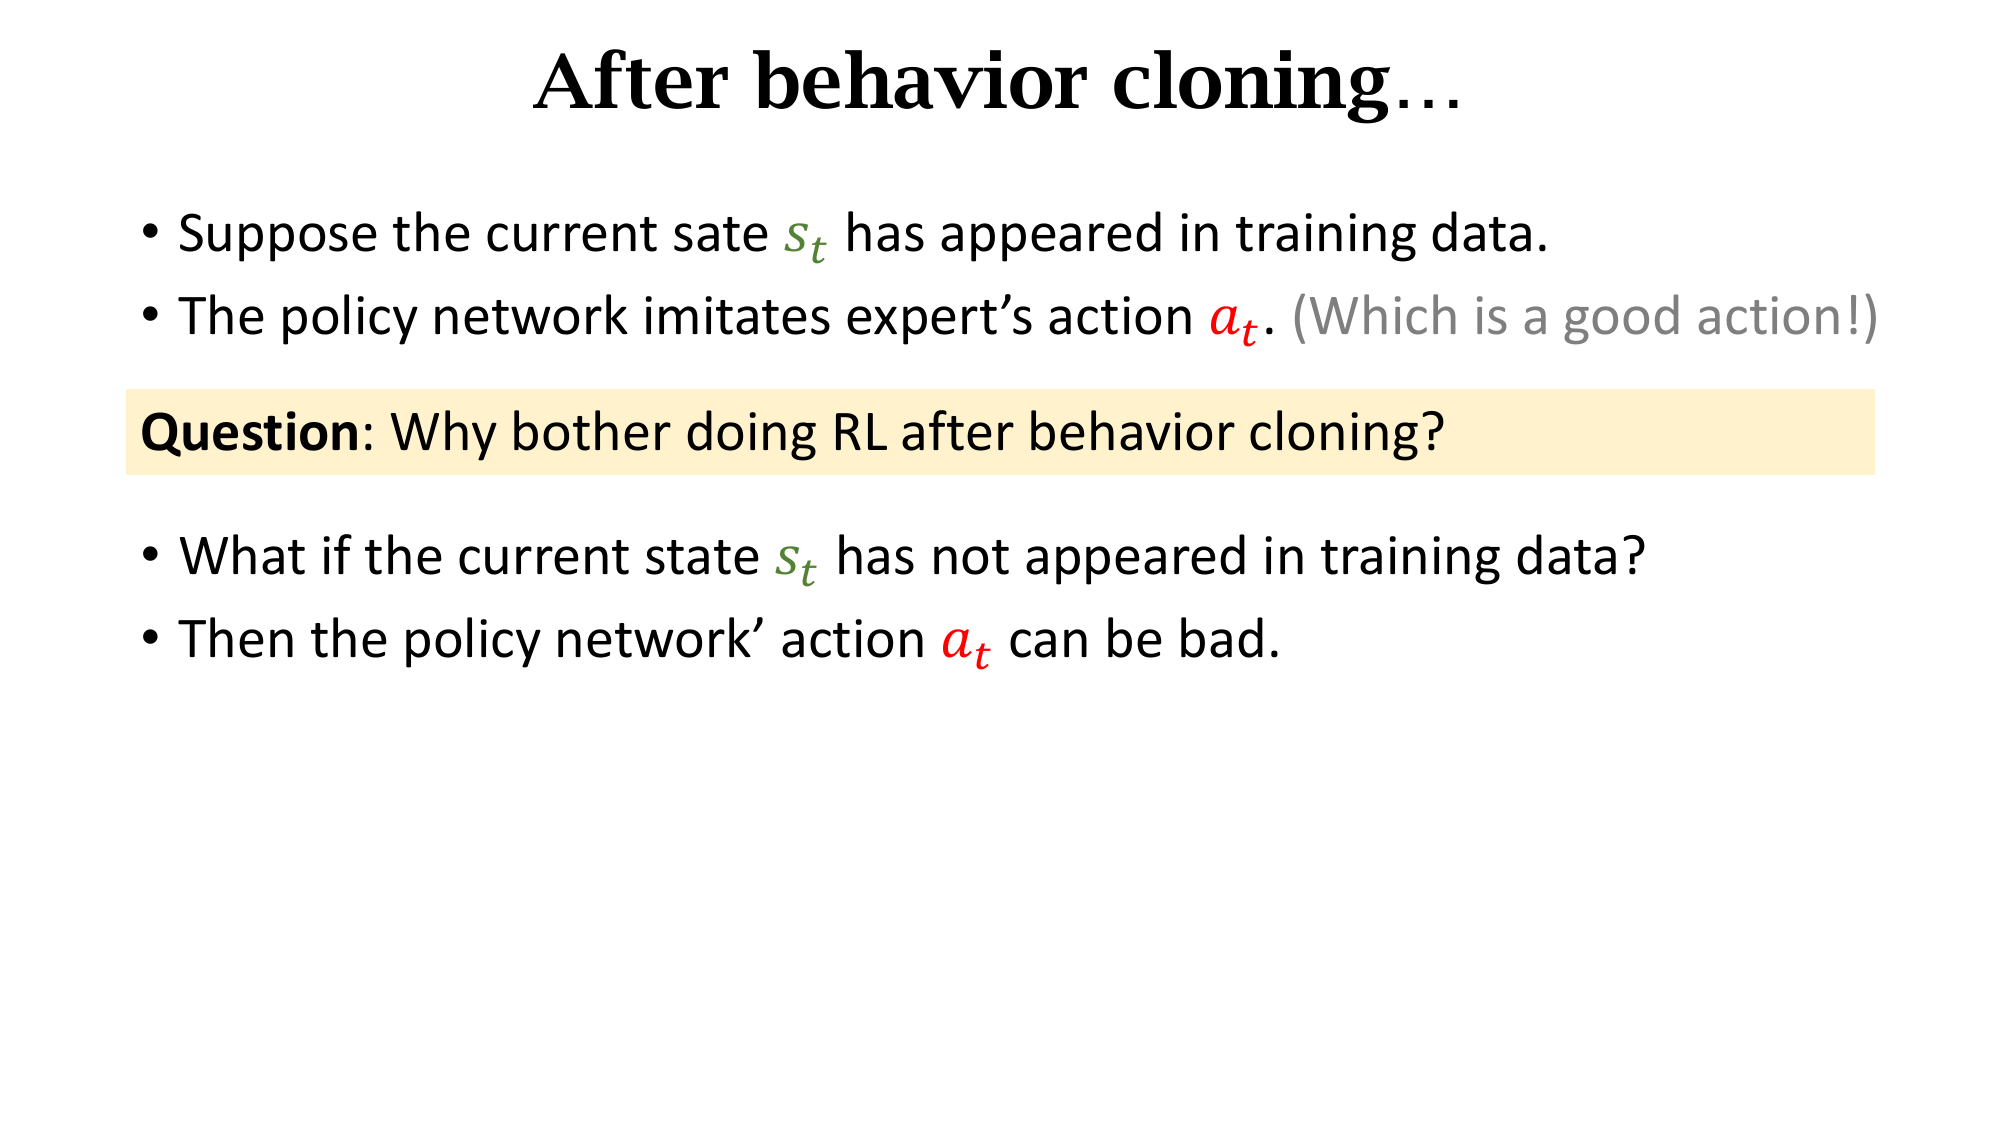 After behavior cloning…
• Suppose the current sate s_t has appeared in training data.
• The policy network imitates expert’s action a_t. (Which is a good action!)
Question: Why bother doing RL after behavior cloning?
• What if the current state s_t has not appeared in training data?
• Then the policy network’ action a_t can be bad.